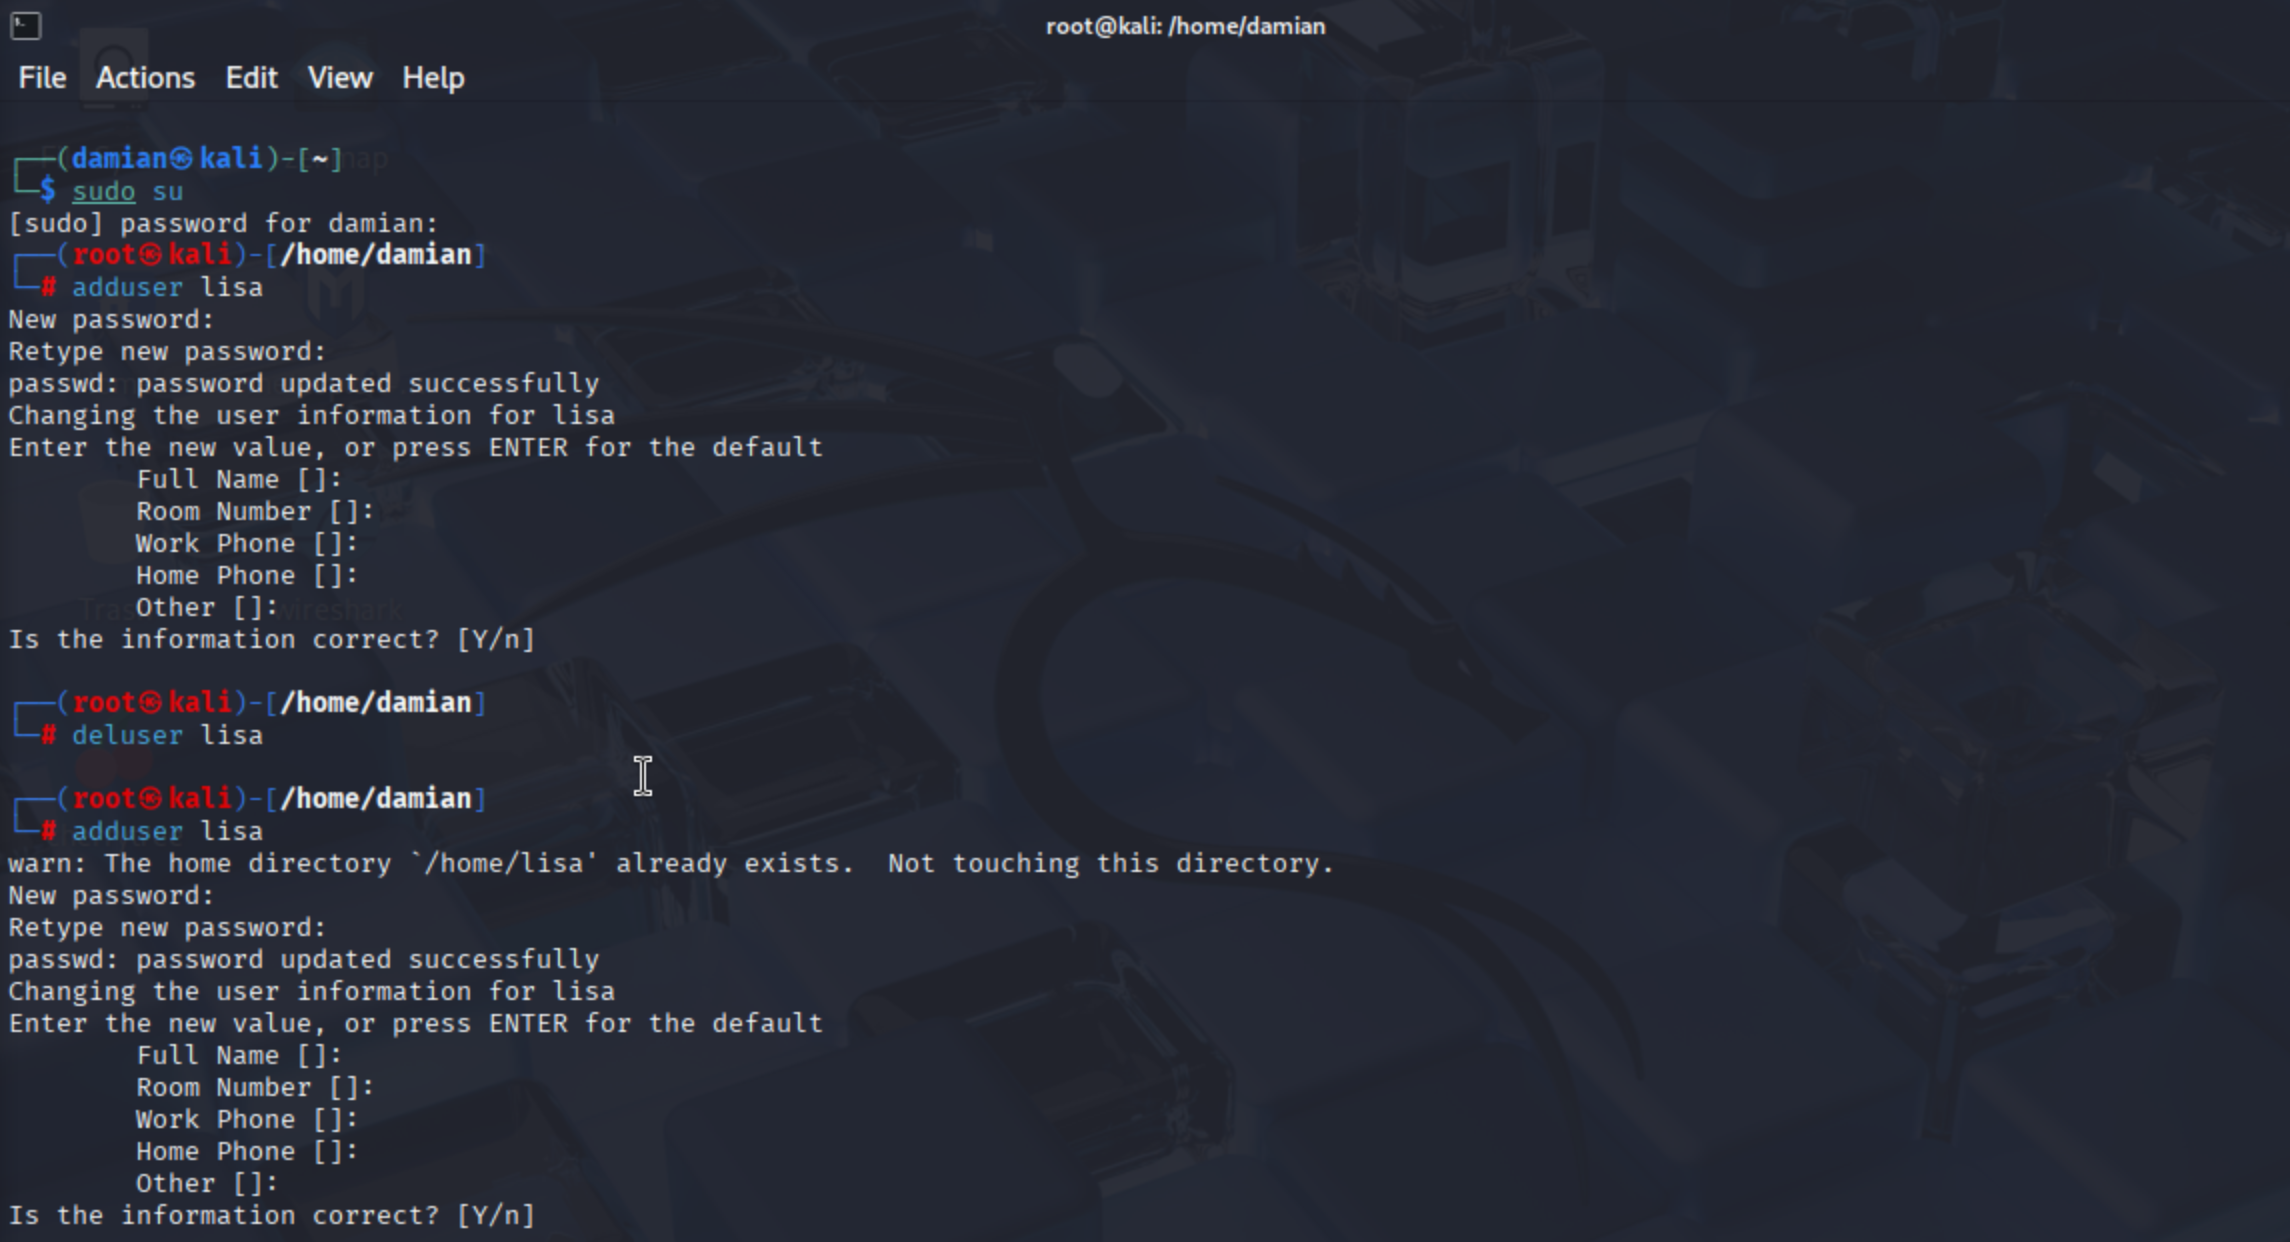 root@kali: /home/damian
File Actions Edit View Help
┌──(damian㉿kali)-[~]
└─$ sudo su
[sudo] password for damian:
┌──(root㉿kali)-[/home/damian]
└─# adduser lisa
New password:
Retype new password:
passwd: password updated successfully
Changing the user information for lisa
Enter the new value, or press ENTER for the default
Full Name []:
Room Number []:
Work Phone []:
Home Phone []:
Other []:
wireshark
Is the information correct? [Y/n]
┌──(root㉿kali)-[/home/damian]
└─# deluser lisa
┌──(root㉿kali)-[/home/damian]
└─# adduser lisa
warn: The home directory `/home/lisa' already exists.  Not touching this directory.
New password:
Retype new password:
passwd: password updated successfully
Changing the user information for lisa
Enter the new value, or press ENTER for the default
Full Name []:
Room Number []:
Work Phone []:
Home Phone []:
Other []:
Is the information correct? [Y/n]